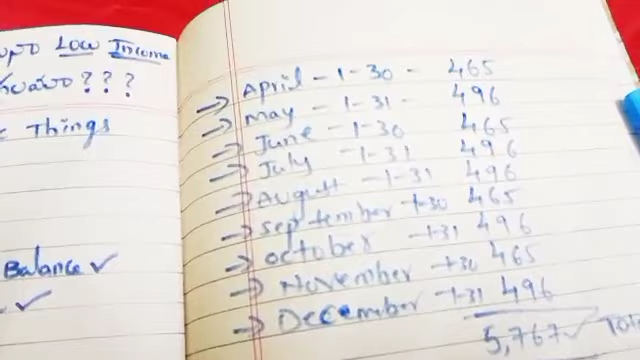 Low Income
???
Things
Balance ✓
✓
→ April - 1-30 - 465
→ May - 1-31 - 496
→ June - 1-30 465
→ July - 1-31 496
→ August - 1-31 496
→ September - 1-30 465
→ October - 1-31 496
→ November - 1-30 465
→ December - 1-31 496
5,767 ✓